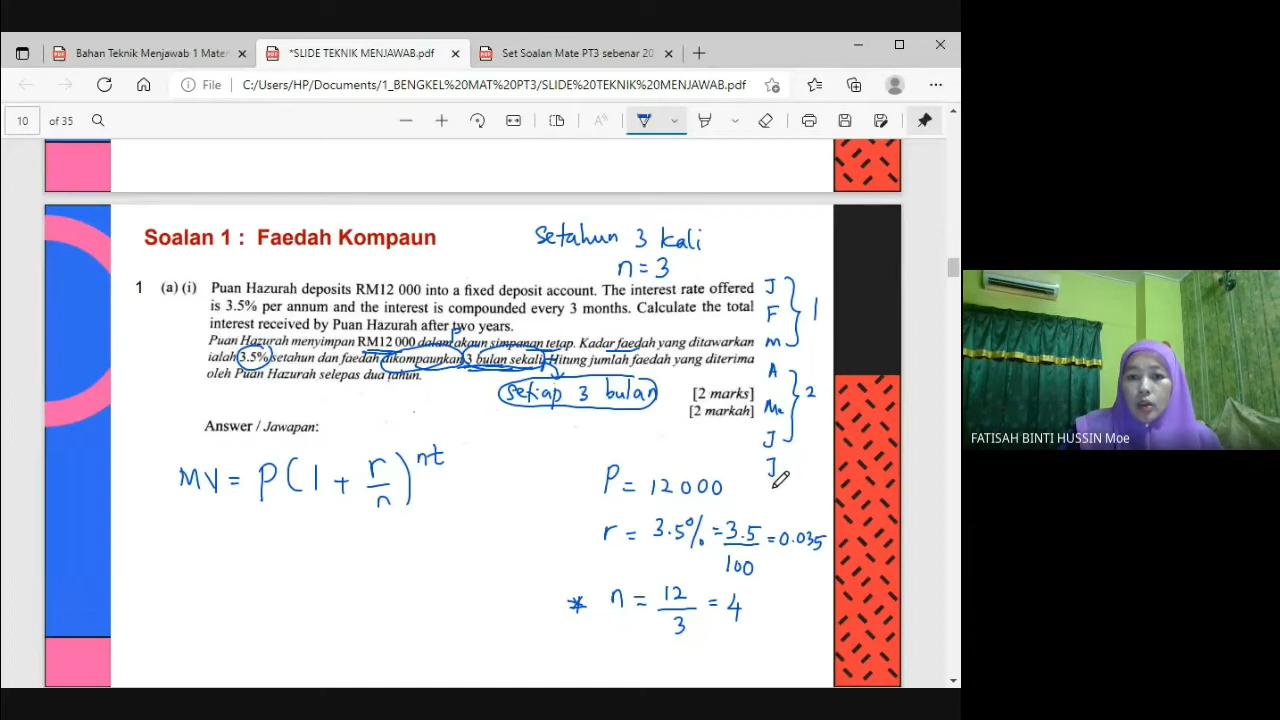 Bahan Teknik Menjawab 1 Mater
*SLIDE TEKNIK MENJAWAB.pdf
Set Soalan Mate PT3 sebenar 20
File
C:/Users/HP/Documents/1_BENGKEL%20MAT%20PT3/SLIDE%20TEKNIK%20MENJAWAB.pdf
10 of 35
Soalan 1 : Faedah Kompaun
Setahun 3 kali
n = 3
1 (a) (i) Puan Hazurah deposits RM12 000 into a fixed deposit account. The interest rate offered
is 3.5% per annum and the interest is compounded every 3 months. Calculate the total
interest received by Puan Hazurah after two years.
P
Puan Hazurah menyimpan RM12 000 dalam akaun simpanan tetap. Kadar faedah yang ditawarkan
ialah 3.5% setahun dan faedah dikompaunkan 3 bulan sekali. Hitung jumlah faedah yang diterima
oleh Puan Hazurah selepas dua tahun.
setiap 3 bulan
[2 marks]
[2 markah]
J
F
M
1
A
Me
J
2
J
Answer / Jawapan:
MV = P(1 + r/n)^nt
P = 12000
r = 3.5% = 3.5/100 = 0.035
* n = 12/3 = 4
FATISAH BINTI HUSSIN Moe